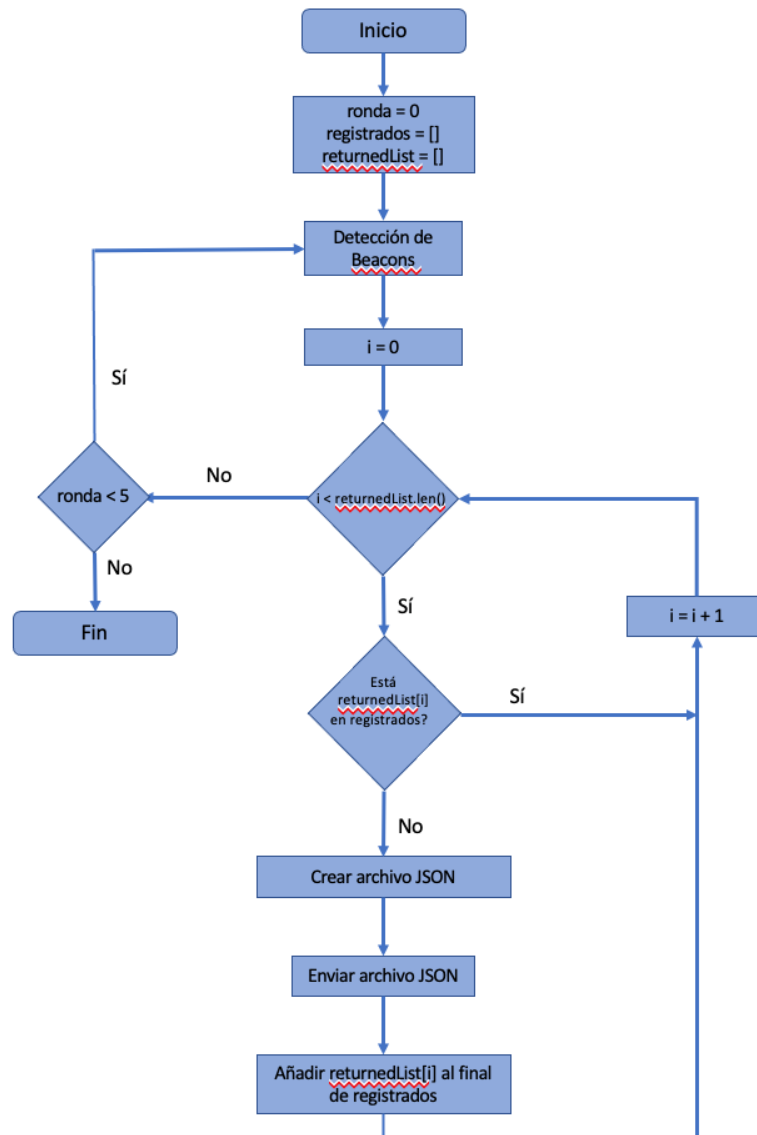 Inicio
ronda = 0
registrados = []
returnedList = []
Detección de
Beacons
i = 0
Sí
ronda < 5
No
i < returnedList.len()
No
Fin
Sí
i = i + 1
Está
returnedList[i]
en registrados?
Sí
No
Crear archivo JSON
Enviar archivo JSON
Añadir returnedList[i] al final
de registrados